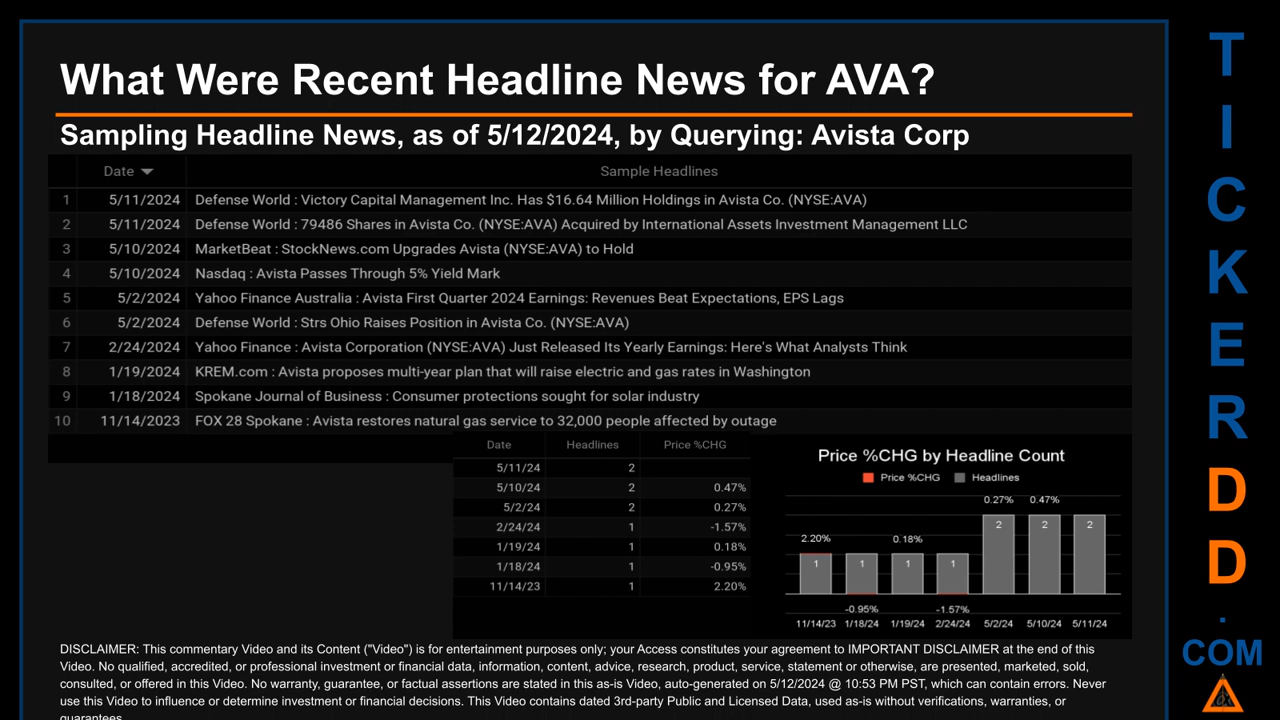 What Were Recent Headline News for AVA?
Sampling Headline News, as of 5/12/2024, by Querying: Avista Corp
Date Sample Headlines
1 5/11/2024 Defense World : Victory Capital Management Inc. Has $16.64 Million Holdings in Avista Co. (NYSE:AVA)
2 5/11/2024 Defense World : 79486 Shares in Avista Co. (NYSE:AVA) Acquired by International Assets Investment Management LLC
3 5/10/2024 MarketBeat : StockNews.com Upgrades Avista (NYSE:AVA) to Hold
4 5/10/2024 Nasdaq : Avista Passes Through 5% Yield Mark
5 5/2/2024 Yahoo Finance Australia : Avista First Quarter 2024 Earnings: Revenues Beat Expectations, EPS Lags
6 5/2/2024 Defense World : Strs Ohio Raises Position in Avista Co. (NYSE:AVA)
7 2/24/2024 Yahoo Finance : Avista Corporation (NYSE:AVA) Just Released Its Yearly Earnings: Here's What Analysts Think
8 1/19/2024 KREM.com : Avista proposes multi-year plan that will raise electric and gas rates in Washington
9 1/18/2024 Spokane Journal of Business : Consumer protections sought for solar industry
10 11/14/2023 FOX 28 Spokane : Avista restores natural gas service to 32,000 people affected by outage
Date Headlines Price %CHG
5/11/24 2
5/10/24 2 0.47%
5/2/24 2 0.27%
2/24/24 1 -1.57%
1/19/24 1 0.18%
1/18/24 1 -0.95%
11/14/23 1 2.20%
Price %CHG by Headline Count
Price %CHG Headlines
0.27% 0.47%
2 2 2
2.20% 0.18%
1 1 1 1
-0.95% -1.57%
11/14/23 1/18/24 1/19/24 2/24/24 5/2/24 5/10/24 5/11/24
DISCLAIMER: This commentary Video and its Content ("Video") is for entertainment purposes only; your Access constitutes your agreement to IMPORTANT DISCLAIMER at the end of this
Video. No qualified, accredited, or professional investment or financial data, information, content, advice, research, product, service, statement or otherwise, are presented, marketed, sold,
consulted, or offered in this Video. No warranty, guarantee, or factual assertions are stated in this as-is Video, auto-generated on 5/12/2024 @ 10:53 PM PST, which can contain errors. Never
use this Video to influence or determine investment or financial decisions. This Video contains dated 3rd-party Public and Licensed Data, used as-is without verifications, warranties, or
guarantees.
T
I
C
K
E
R
D
D
.
COM